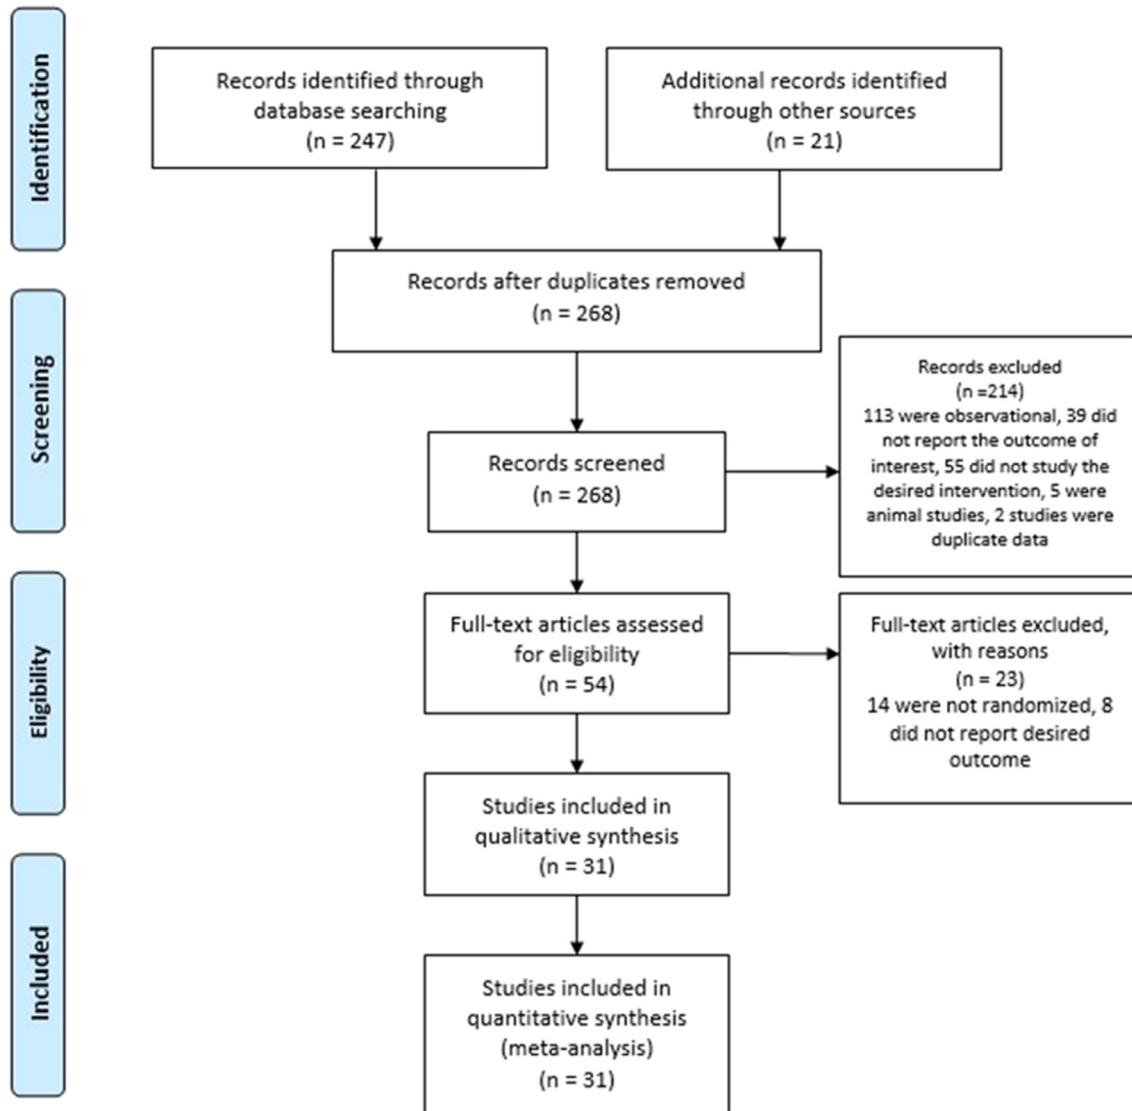 Identification
Records identified through
database searching
(n = 247)
Additional records identified
through other sources
(n = 21)
Records after duplicates removed
(n = 268)
Screening
Records screened
(n = 268)
Records excluded
(n =214)
113 were observational, 39 did
not report the outcome of
interest, 55 did not study the
desired intervention, 5 were
animal studies, 2 studies were
duplicate data
Eligibility
Full-text articles assessed
for eligibility
(n = 54)
Full-text articles excluded,
with reasons
(n = 23)
14 were not randomized, 8
did not report desired
outcome
Studies included in
qualitative synthesis
(n = 31)
Included
Studies included in
quantitative synthesis
(meta-analysis)
(n = 31)